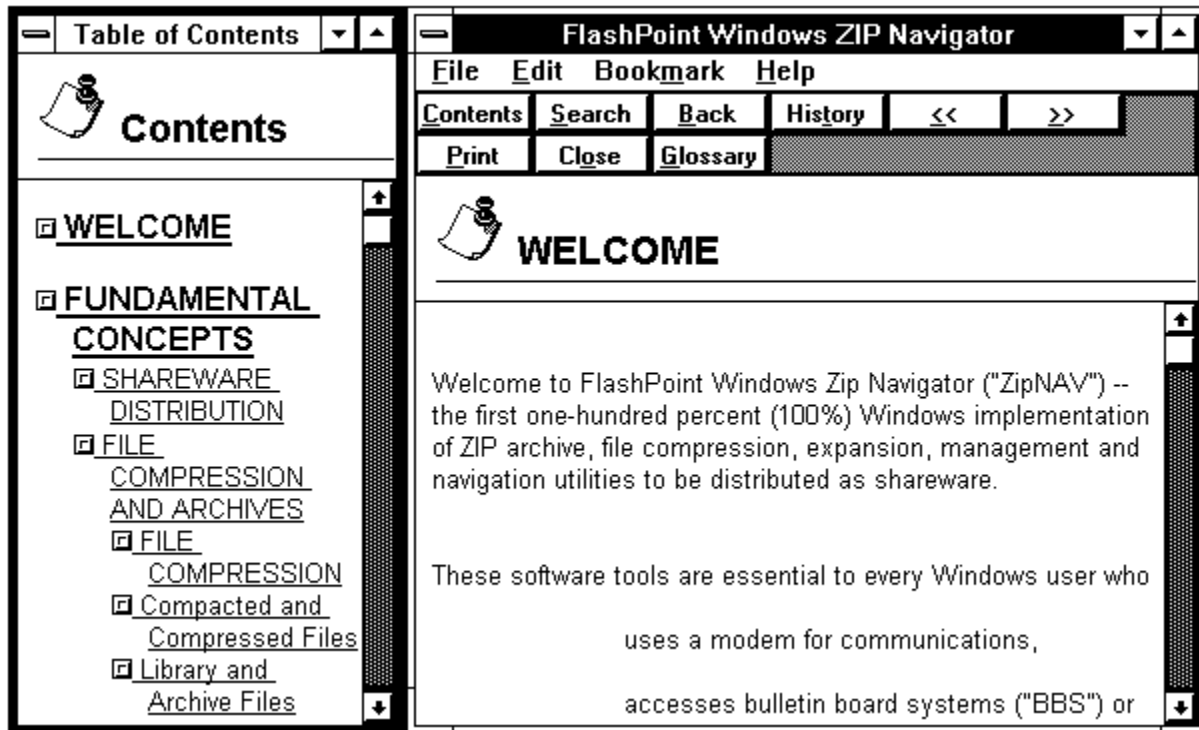 Table of Contents
Contents
WELCOME
FUNDAMENTAL
CONCEPTS
SHAREWARE
DISTRIBUTION
FILE
COMPRESSION
AND ARCHIVES
FILE
COMPRESSION
Compacted and
Compressed Files
Library and
Archive Files
FlashPoint Windows ZIP Navigator
File Edit Bookmark Help
Contents Search Back History << >>
Print Close Glossary
WELCOME
Welcome to FlashPoint Windows Zip Navigator ("ZipNAV") --
the first one-hundred percent (100%) Windows implementation
of ZIP archive, file compression, expansion, management and
navigation utilities to be distributed as shareware.
These software tools are essential to every Windows user who
uses a modem for communications,
accesses bulletin board systems ("BBS") or